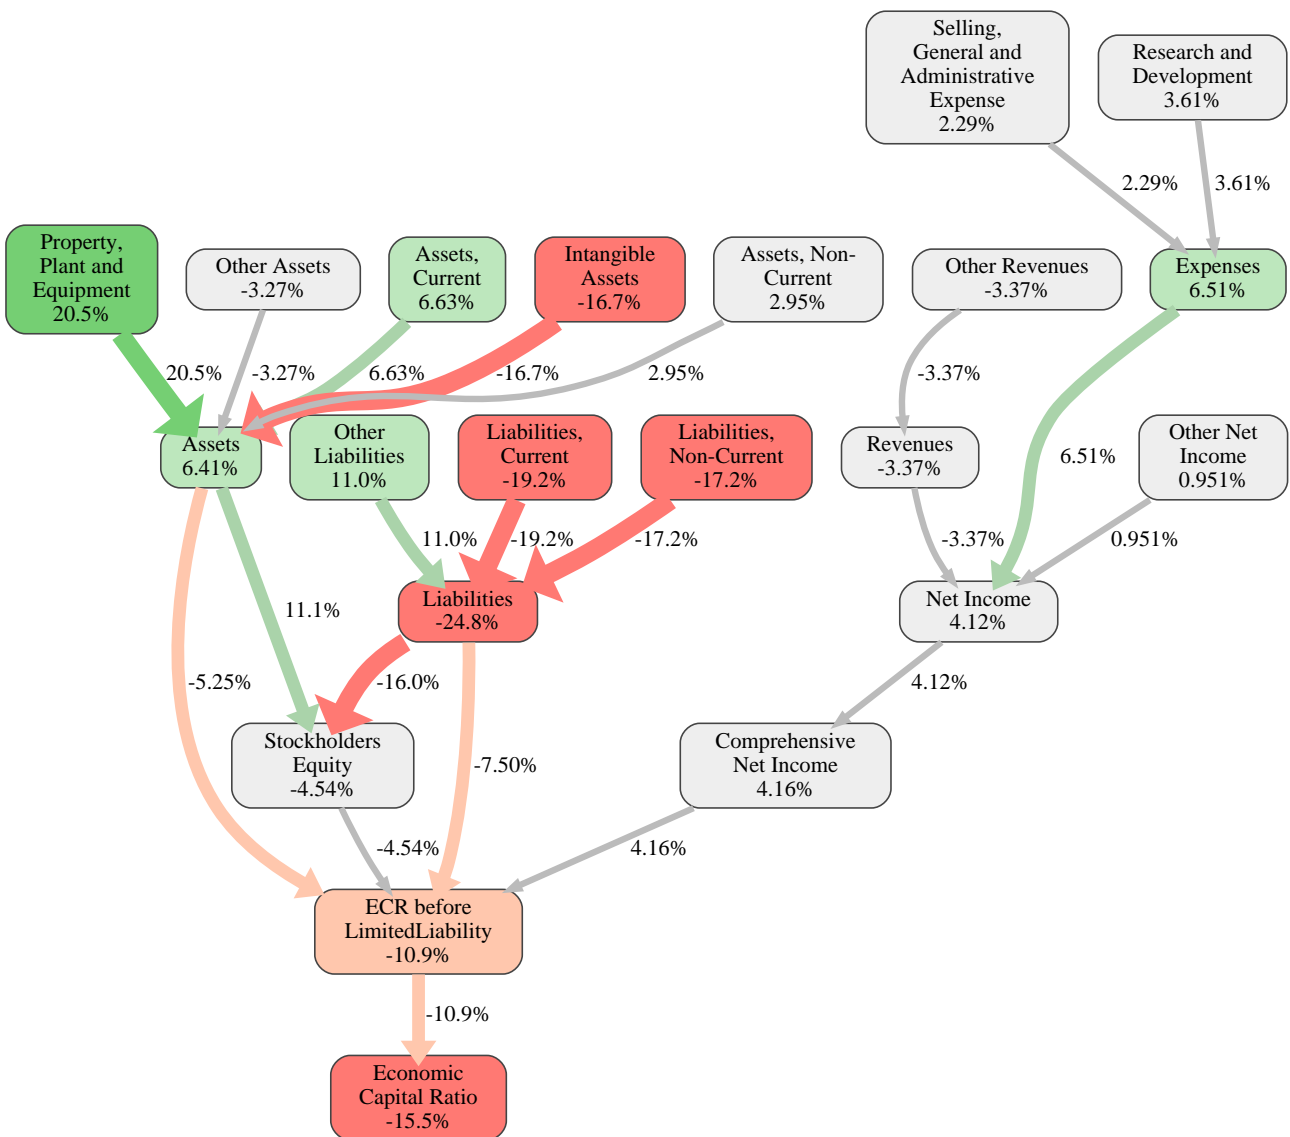 Selling,
General and
Administrative
Expense
2.29%
Research and
Development
3.61%
2.29%
3.61%
Property,
Plant and
Equipment
20.5%
Other Assets
-3.27%
Assets,
Current
6.63%
Intangible
Assets
-16.7%
Assets, Non-
Current
2.95%
Other Revenues
-3.37%
Expenses
6.51%
20.5%
-3.27%
6.63%
-16.7%
2.95%
-3.37%
6.51%
Assets
6.41%
Other
Liabilities
11.0%
Liabilities,
Current
-19.2%
Liabilities,
Non-Current
-17.2%
Revenues
-3.37%
Other Net
Income
0.951%
11.0%
-19.2%
-17.2%
-3.37%
0.951%
Liabilities
-24.8%
Net Income
4.12%
11.1%
-5.25%
-16.0%
4.12%
Stockholders
Equity
-4.54%
-7.50%
Comprehensive
Net Income
4.16%
-4.54%
4.16%
ECR before
LimitedLiability
-10.9%
-10.9%
Economic
Capital Ratio
-15.5%